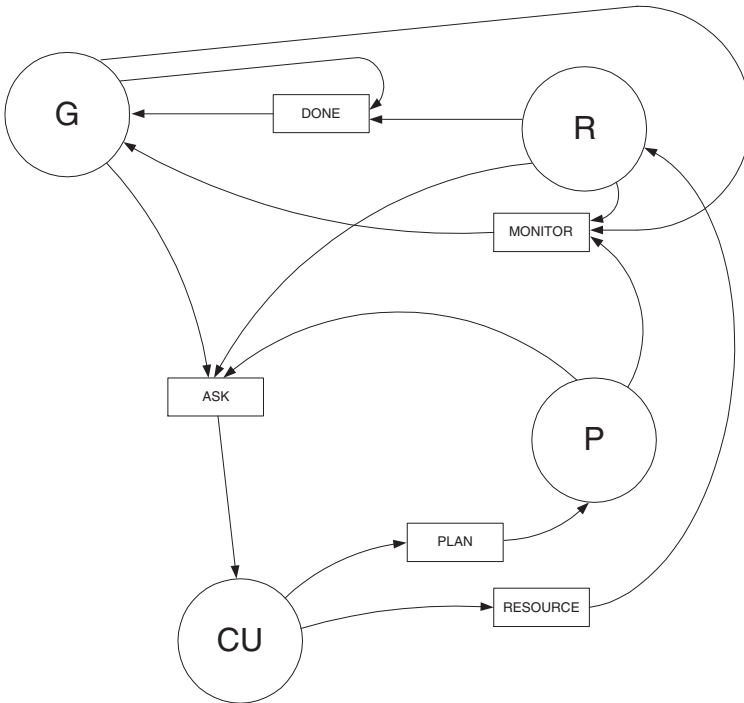 G
DONE
R
MONITOR
ASK
P
PLAN
RESOURCE
CU